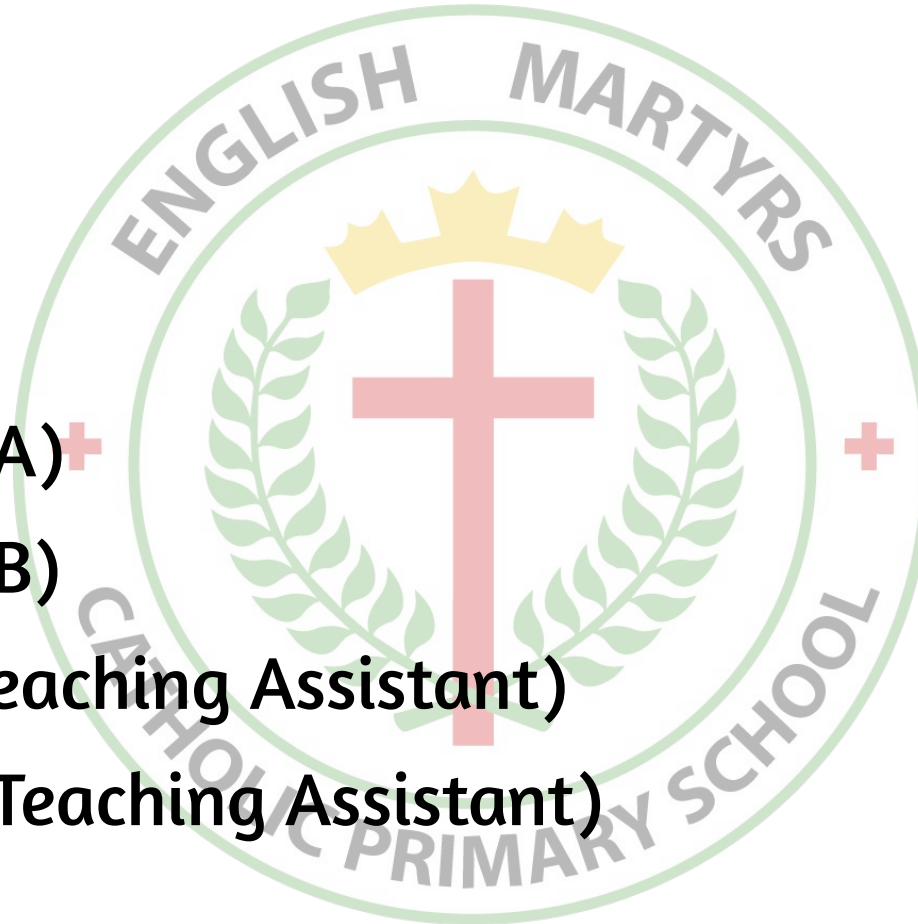 ENGLISH MARTYRS
A)
B)
eaching Assistant)
Teaching Assistant)
CATHOLIC PRIMARY SCHOOL